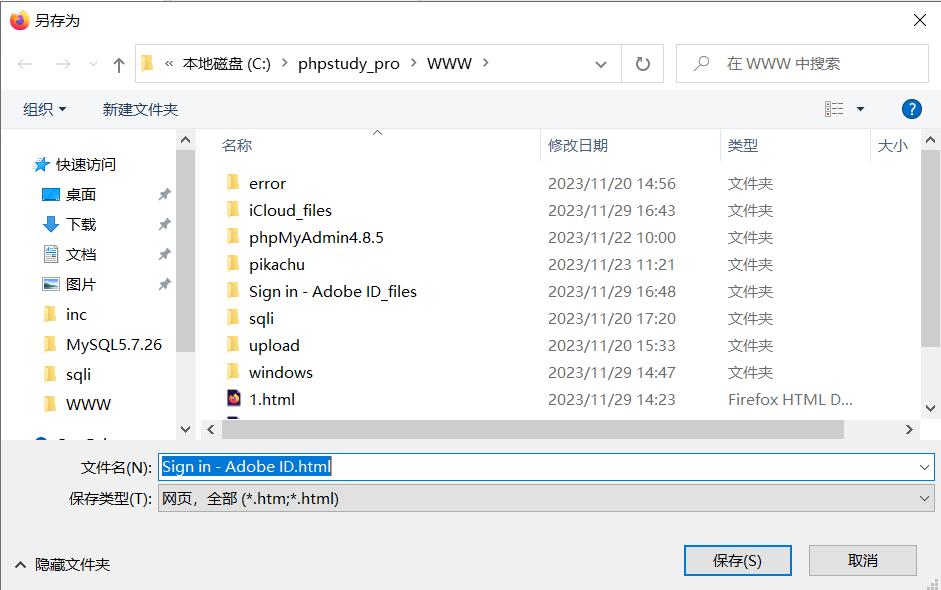 另存为
« 本地磁盘 (C:) > phpstudy_pro > WWW >
在 WWW 中搜索
组织 新建文件夹 ?
快速访问
桌面
下载
文档
图片
inc
MySQL5.7.26
sqli
WWW
名称 修改日期 类型 大小
error 2023/11/20 14:56 文件夹
iCloud_files 2023/11/29 16:43 文件夹
phpMyAdmin4.8.5 2023/11/22 10:00 文件夹
pikachu 2023/11/23 11:21 文件夹
Sign in - Adobe ID_files 2023/11/29 16:48 文件夹
sqli 2023/11/20 17:20 文件夹
upload 2023/11/20 15:33 文件夹
windows 2023/11/29 14:47 文件夹
1.html 2023/11/29 14:23 Firefox HTML D...
文件名(N): Sign in - Adobe ID.html
保存类型(T): 网页，全部 (*.htm;*.html)
隐藏文件夹 保存(S) 取消